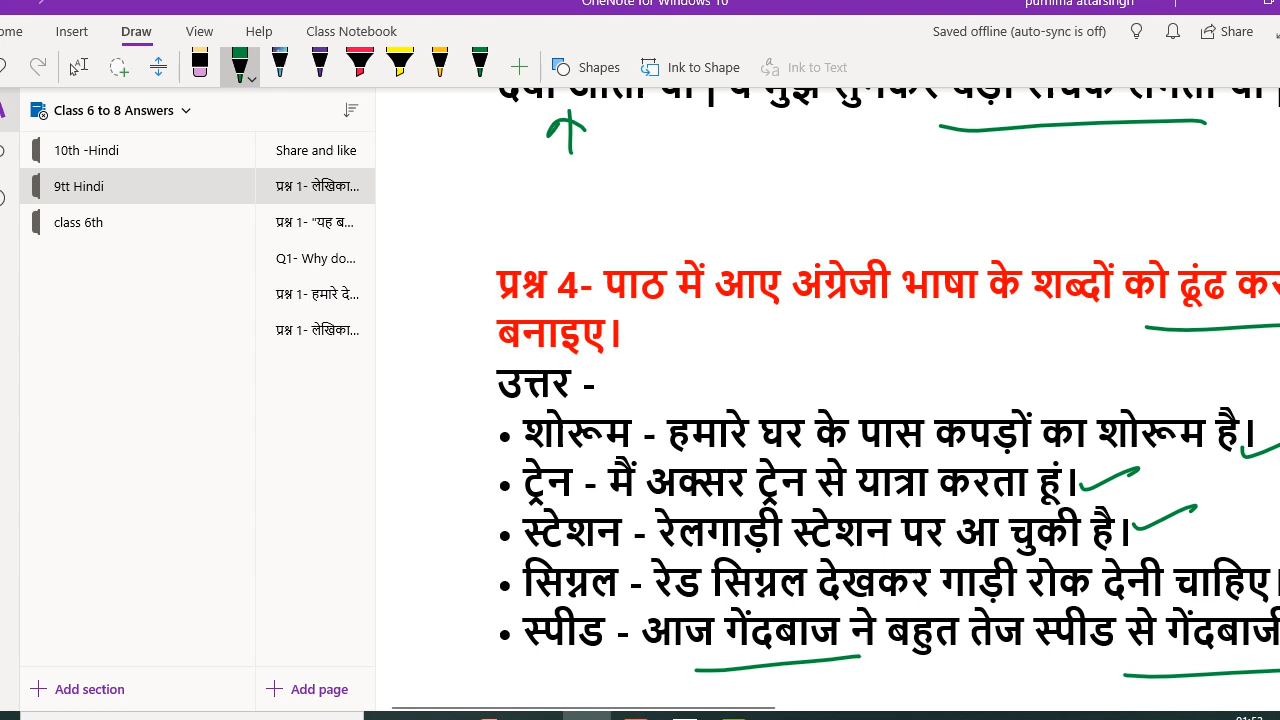 OneNote for Windows 10
purnima attarsingh
ome Insert Draw View Help Class Notebook Saved offline (auto-sync is off) Share
Shapes Ink to Shape Ink to Text
Class 6 to 8 Answers
10th -Hindi
9tt Hindi
class 6th
Share and like
प्रश्न 1- लेखिका...
प्रश्न 1- "यह ब...
Q1- Why do...
प्रश्न 1- हमारे दे...
प्रश्न 1- लेखिका...
Add section
Add page
प्रश्न 4- पाठ में आए अंग्रेजी भाषा के शब्दों को ढूंढ
बनाइए।
उत्तर -
• शोरूम - हमारे घर के पास कपड़ों का शोरूम है।
• ट्रेन - मैं अक्सर ट्रेन से यात्रा करता हूं।
• स्टेशन - रेलगाड़ी स्टेशन पर आ चुकी है।
• सिग्नल - रेड सिग्नल देखकर गाड़ी रोक देनी चाहिए।
• स्पीड - आज गेंदबाज ने बहुत तेज स्पीड से गेंदबाजी